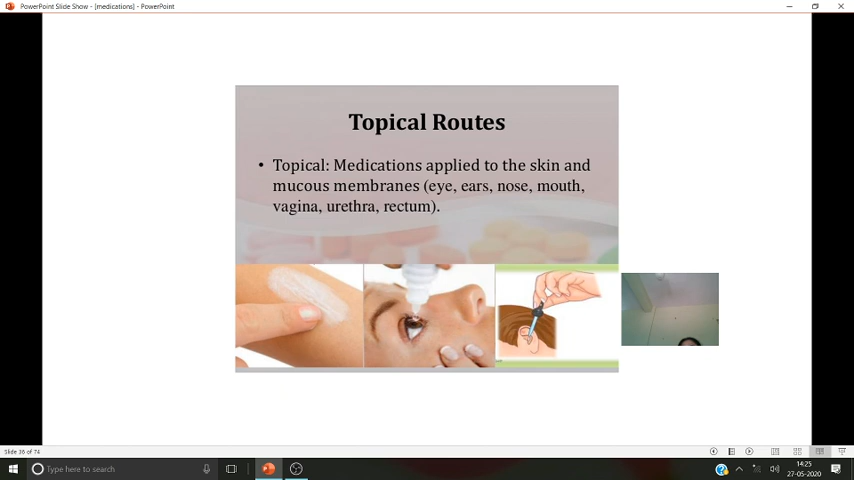 PowerPoint Slide Show - [medications] - PowerPoint
Topical Routes
• Topical: Medications applied to the skin and
mucous membranes (eye, ears, nose, mouth,
vagina, urethra, rectum).
Slide 36 of 74
Type here to search
14:25
27-05-2020